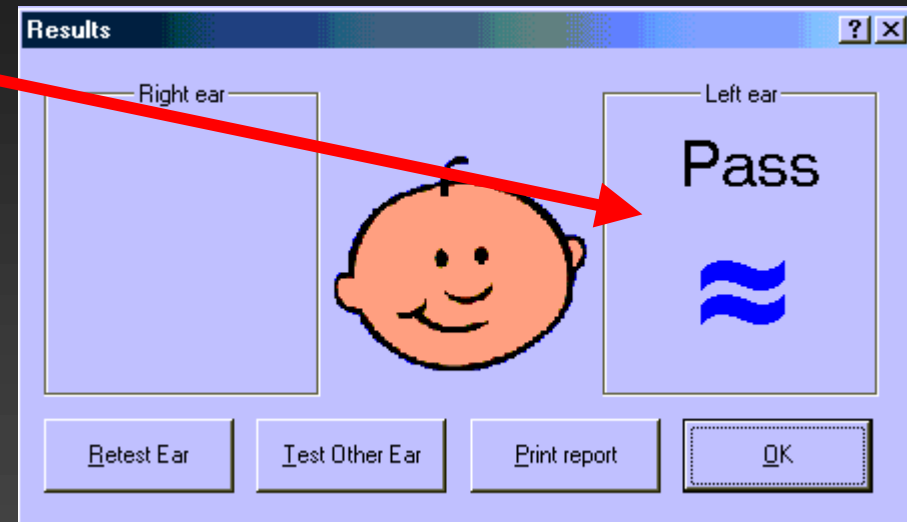 Results
Right ear
Left ear
Pass
≈
Retest Ear
Test Other Ear
Print report
OK